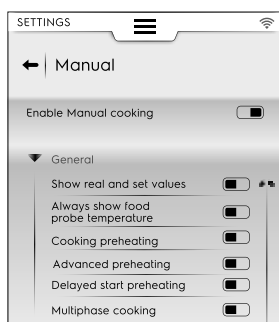 SETTINGS
Manual
Enable Manual cooking
General
Show real and set values
Always show food
probe temperature
Cooking preheating
Advanced preheating
Delayed start preheating
Multiphase cooking